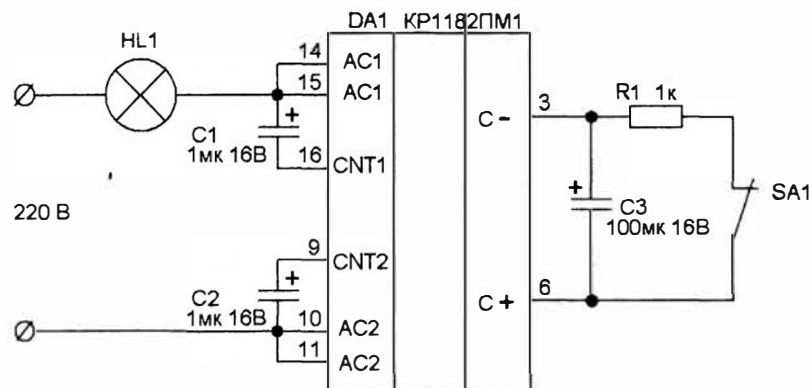 DA1 КР1182ПМ1
HL1
14 AC1
15 AC1
+
C1
1мк 16В
16 CNT1
220 В
9 CNT2
+
C2
1мк 16В
10 AC2
11 AC2
C - 3
R1 1к
+
C3
100мк 16В
SA1
C + 6